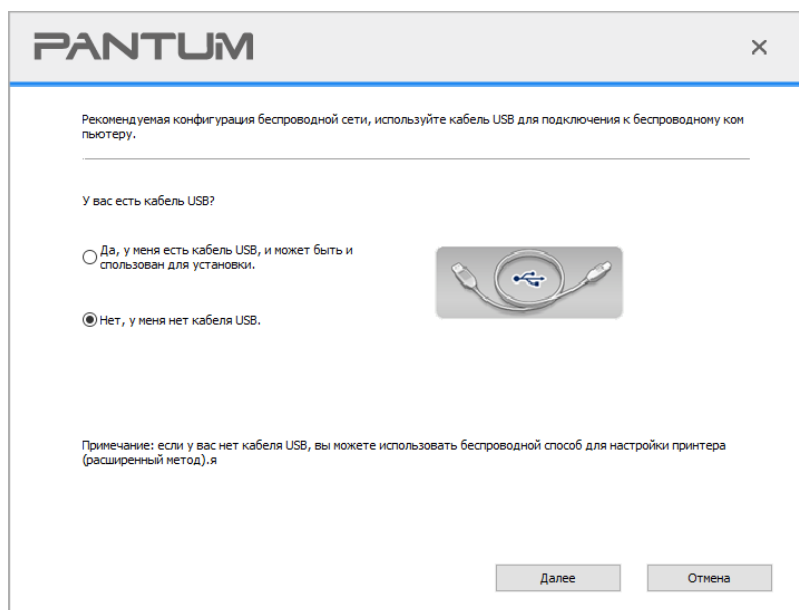 PANTUM
Рекомендуемая конфигурация беспроводной сети, используйте кабель USB для подключения к беспроводному ком
пьютеру.
У вас есть кабель USB?
Да, у меня есть кабель USB, и может быть и
спользован для установки.
Нет, у меня нет кабеля USB.
Примечание: если у вас нет кабеля USB, вы можете использовать беспроводной способ для настройки принтера
(расширенный метод).я
Далее
Отмена